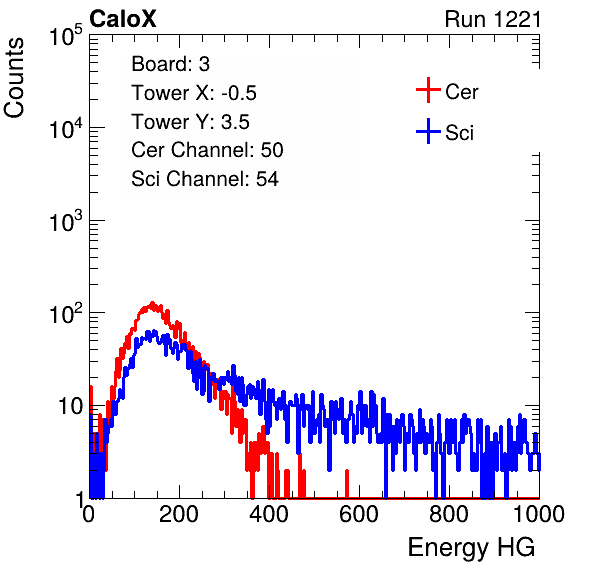 CaloX Run 1221
Counts
10^5
10^4
10^3
10^2
10
1
Board: 3
Tower X: -0.5
Tower Y: 3.5
Cer Channel: 50
Sci Channel: 54
Cer
Sci
0 200 400 600 800 1000
Energy HG